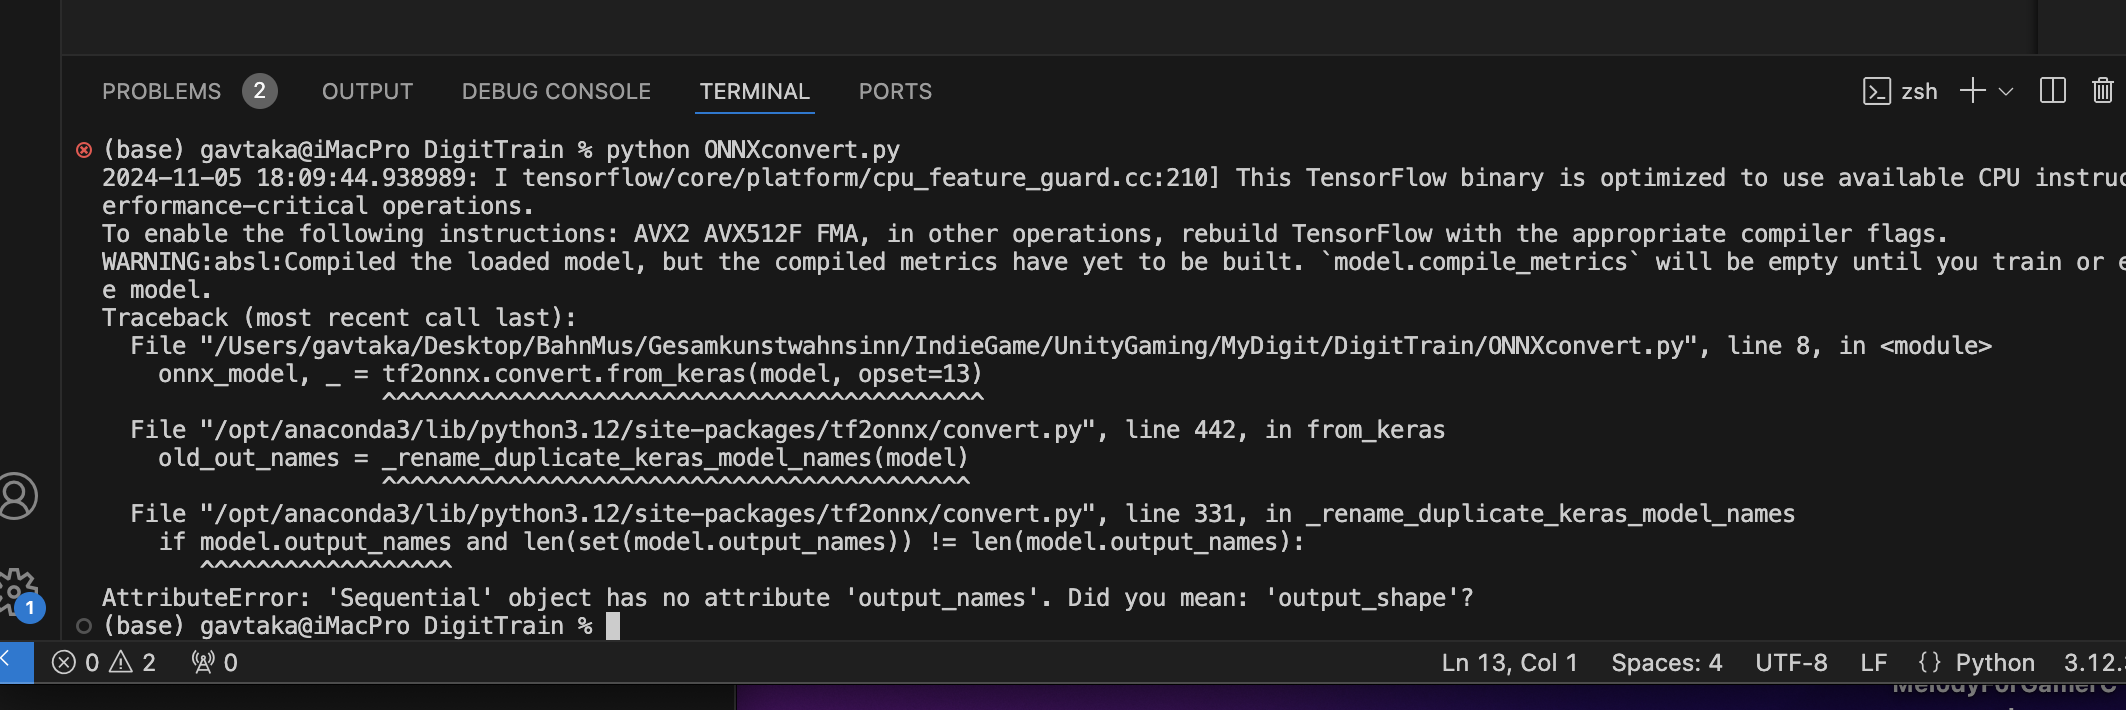 PROBLEMS 2 OUTPUT DEBUG CONSOLE TERMINAL PORTS zsh
(base) gavtaka@iMacPro DigitTrain % python ONNXconvert.py
2024-11-05 18:09:44.938989: I tensorflow/core/platform/cpu_feature_guard.cc:210] This TensorFlow binary is optimized to use available CPU instruc
erformance-critical operations.
To enable the following instructions: AVX2 AVX512F FMA, in other operations, rebuild TensorFlow with the appropriate compiler flags.
WARNING:absl:Compiled the loaded model, but the compiled metrics have yet to be built. `model.compile_metrics` will be empty until you train or e
e model.
Traceback (most recent call last):
  File "/Users/gavtaka/Desktop/BahnMus/Gesamkunstwahnsinn/IndieGame/UnityGaming/MyDigit/DigitTrain/ONNXconvert.py", line 8, in <module>
    onnx_model, _ = tf2onnx.convert.from_keras(model, opset=13)
                    ^^^^^^^^^^^^^^^^^^^^^^^^^^^^^^^^^^^^^^^^^^^
  File "/opt/anaconda3/lib/python3.12/site-packages/tf2onnx/convert.py", line 442, in from_keras
    old_out_names = _rename_duplicate_keras_model_names(model)
                    ^^^^^^^^^^^^^^^^^^^^^^^^^^^^^^^^^^^^^^^^^^
  File "/opt/anaconda3/lib/python3.12/site-packages/tf2onnx/convert.py", line 331, in _rename_duplicate_keras_model_names
    if model.output_names and len(set(model.output_names)) != len(model.output_names):
       ^^^^^^^^^^^^^^^^^^
AttributeError: 'Sequential' object has no attribute 'output_names'. Did you mean: 'output_shape'?
(base) gavtaka@iMacPro DigitTrain %
1
0 2 0 Ln 13, Col 1 Spaces: 4 UTF-8 LF {} Python 3.12.
MelodyForGamerC